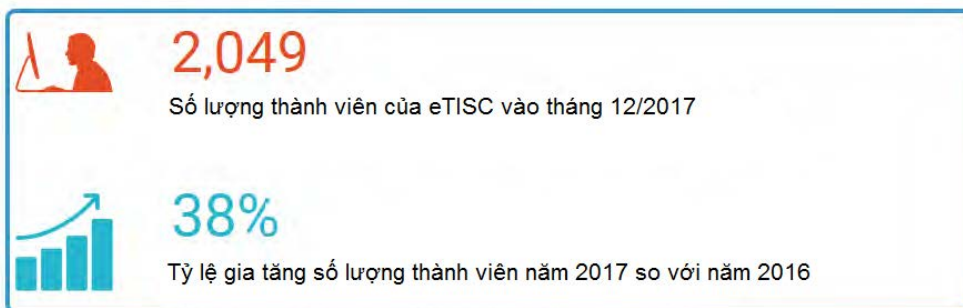 2,049
Số lượng thành viên của eTISC vào tháng 12/2017
38%
Tỷ lệ gia tăng số lượng thành viên năm 2017 so với năm 2016